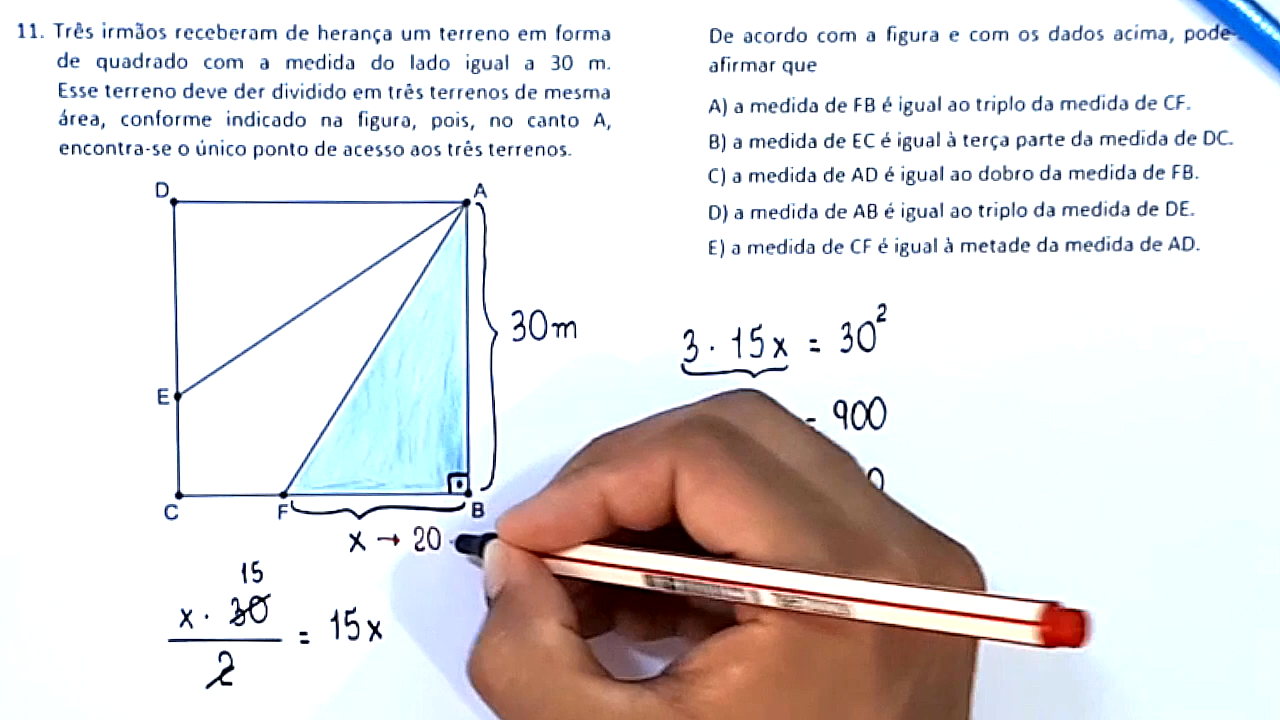 11. Três irmãos receberam de herança um terreno em forma
de quadrado com a medida do lado igual a 30 m.
Esse terreno deve der dividido em três terrenos de mesma
área, conforme indicado na figura, pois, no canto A,
encontra-se o único ponto de acesso aos três terrenos.
D
A
30m
E
C
F
B
x → 20
15
x · 30
2
= 15x
De acordo com a figura e com os dados acima, pode-
afirmar que
A) a medida de FB é igual ao triplo da medida de CF.
B) a medida de EC é igual à terça parte da medida de DC.
C) a medida de AD é igual ao dobro da medida de FB.
D) a medida de AB é igual ao triplo da medida de DE.
E) a medida de CF é igual à metade da medida de AD.
3 · 15x = 30²
= 900
0